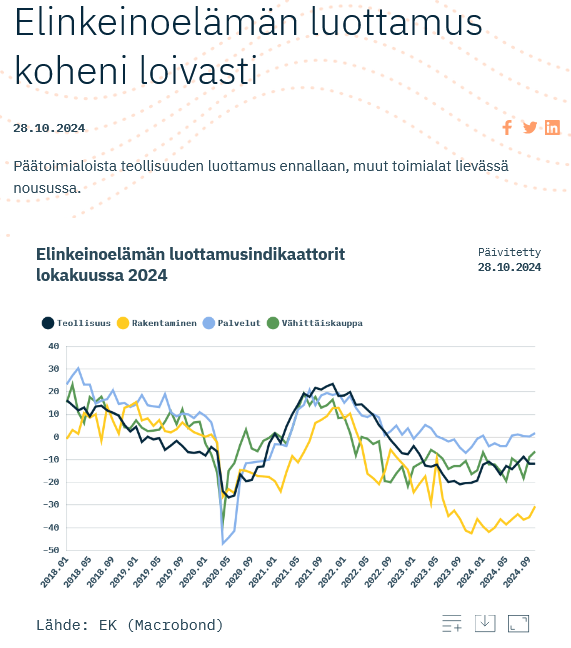 Elinkeinoelämän luottamus
koheni loivasti
28.10.2024
Päätoimialoista teollisuuden luottamus ennallaan, muut toimialat lievässä
nousussa.
Elinkeinoelämän luottamusindikaattorit
lokakuussa 2024
Päivitetty
28.10.2024
Teollisuus Rakentaminen Palvelut Vähittäiskauppa
40
30
20
10
0
-10
-20
-30
-40
-50
2018.01 2018.05 2018.09 2019.01 2019.05 2019.09 2020.01 2020.05 2020.09 2021.01 2021.05 2021.09 2022.01 2022.05 2022.09 2023.01 2023.05 2023.09 2024.01 2024.05 2024.09
Lähde: EK (Macrobond)